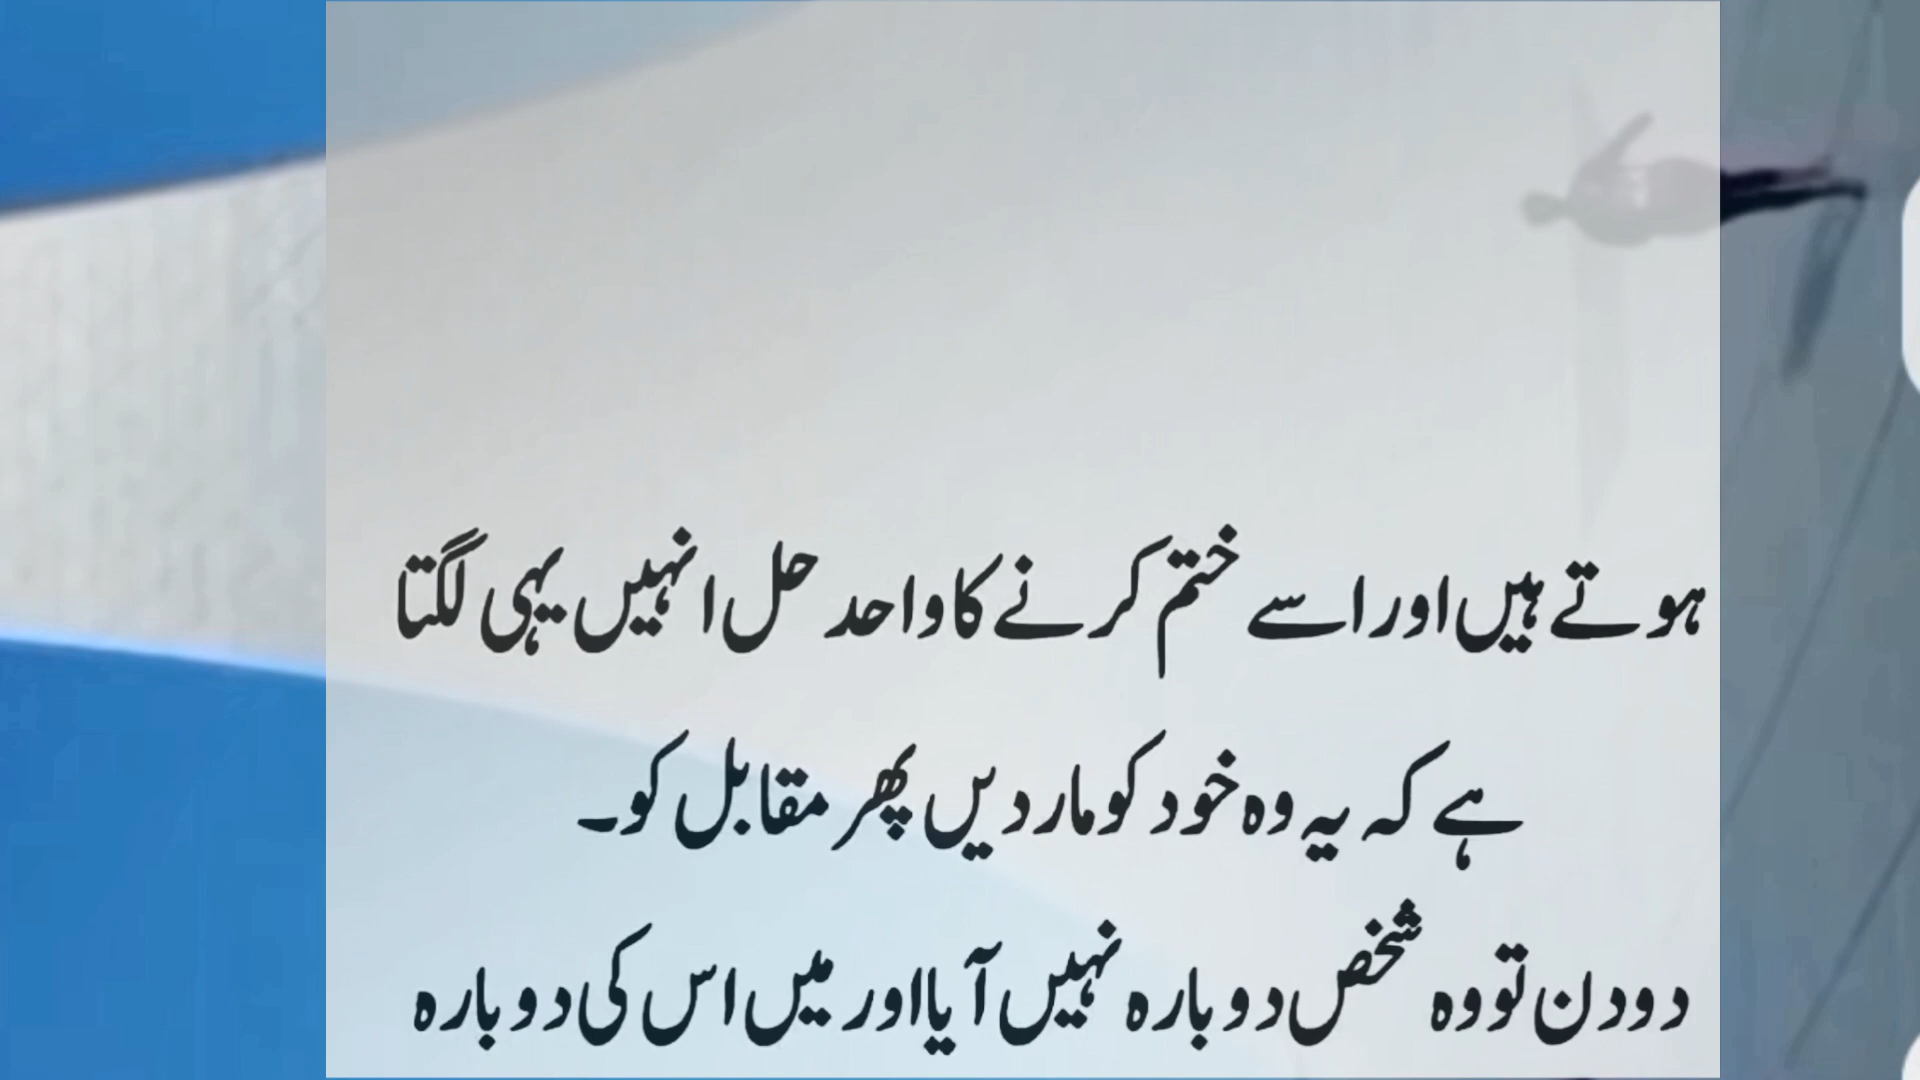 ہوتے ہیں اور اسے ختم کرنے کا واحد حل انہیں یہی لگتا
ہے کہ یہ وہ خود کو مار دیں پھر مقابل کو۔
دو دن تو وہ شخص دوبارہ نہیں آیا اور میں اس کی دوبارہ